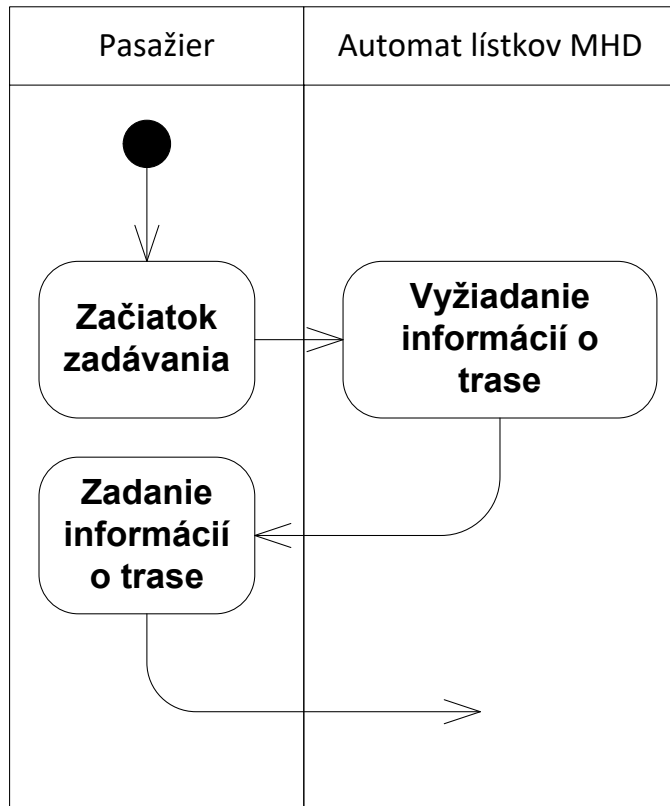 Pasažier
Automat lístkov MHD
Začiatok
zadávania
Vyžiadanie
informácií o
trase
Zadanie
informácií
o trase